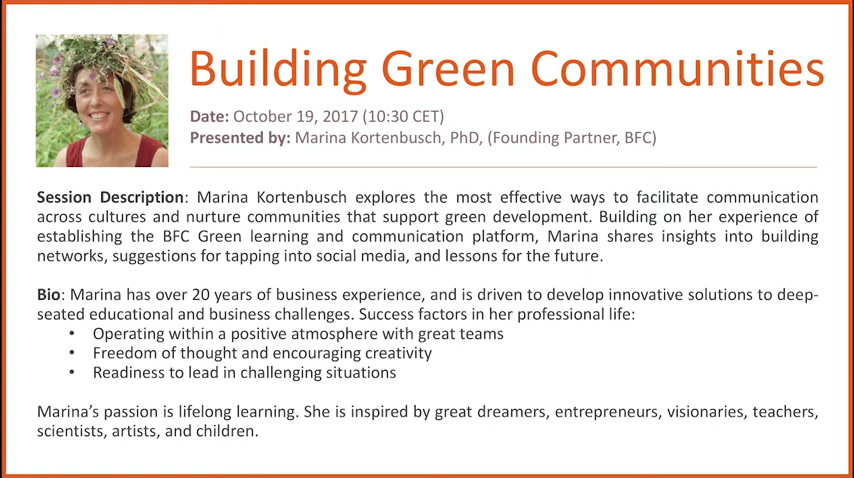 Building Green Communities
Date: October 19, 2017 (10:30 CET)
Presented by: Marina Kortenbusch, PhD, (Founding Partner, BFC)
Session Description: Marina Kortenbusch explores the most effective ways to facilitate communication
across cultures and nurture communities that support green development. Building on her experience of
establishing the BFC Green learning and communication platform, Marina shares insights into building
networks, suggestions for tapping into social media, and lessons for the future.
Bio: Marina has over 20 years of business experience, and is driven to develop innovative solutions to deep-
seated educational and business challenges. Success factors in her professional life:
• Operating within a positive atmosphere with great teams
• Freedom of thought and encouraging creativity
• Readiness to lead in challenging situations
Marina's passion is lifelong learning. She is inspired by great dreamers, entrepreneurs, visionaries, teachers,
scientists, artists, and children.